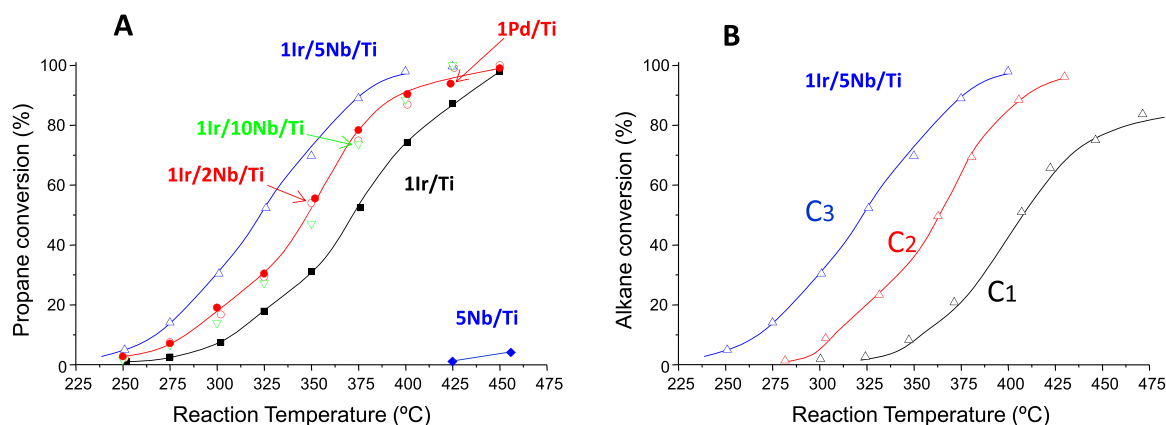 A
1Ir/5Nb/Ti
1Pd/Ti
1Ir/10Nb/Ti
1Ir/2Nb/Ti
1Ir/Ti
5Nb/Ti
Propane conversion (%)
100
80
60
40
20
0
225 250 275 300 325 350 375 400 425 450 475
Reaction Temperature (ºC)
B
1Ir/5Nb/Ti
C3
C2
C1
Alkane conversion (%)
100
80
60
40
20
0
225 250 275 300 325 350 375 400 425 450 475
Reaction Temperature (ºC)